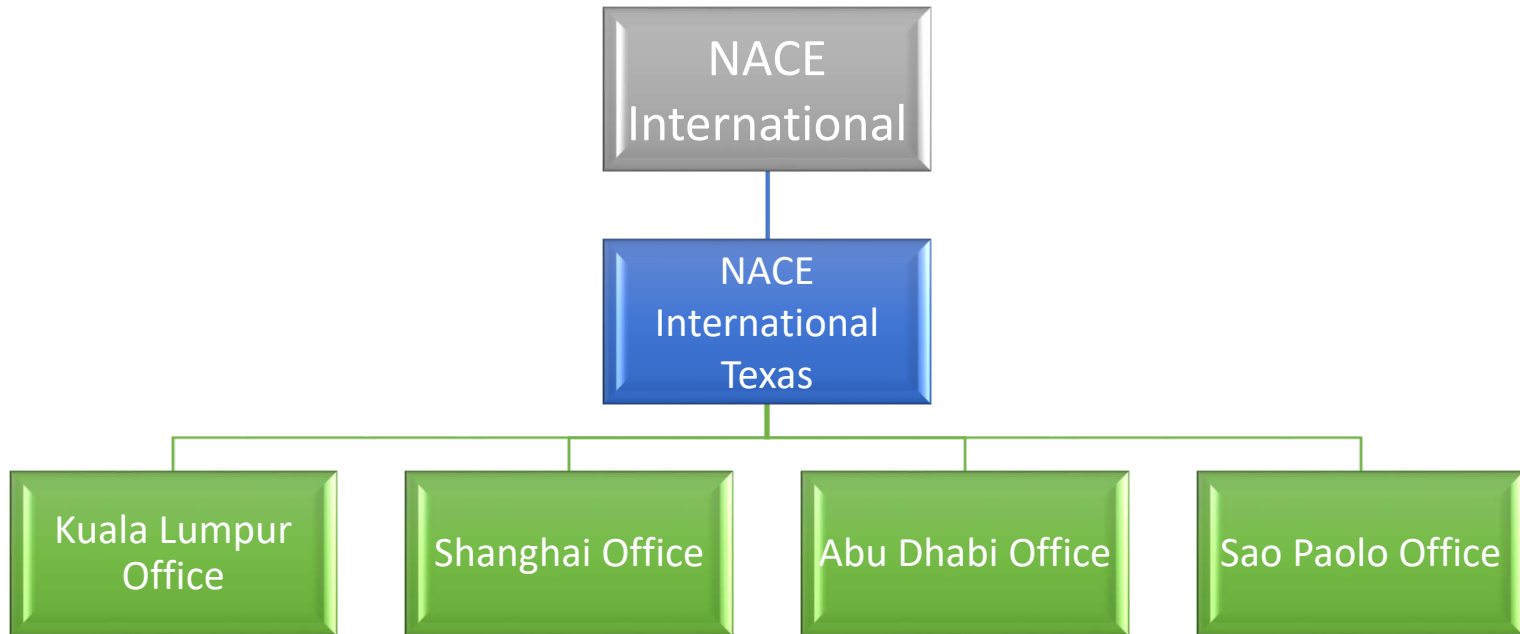 NACE
International
NACE
International
Texas
Kuala Lumpur
Office
Shanghai Office
Abu Dhabi Office
Sao Paolo Office